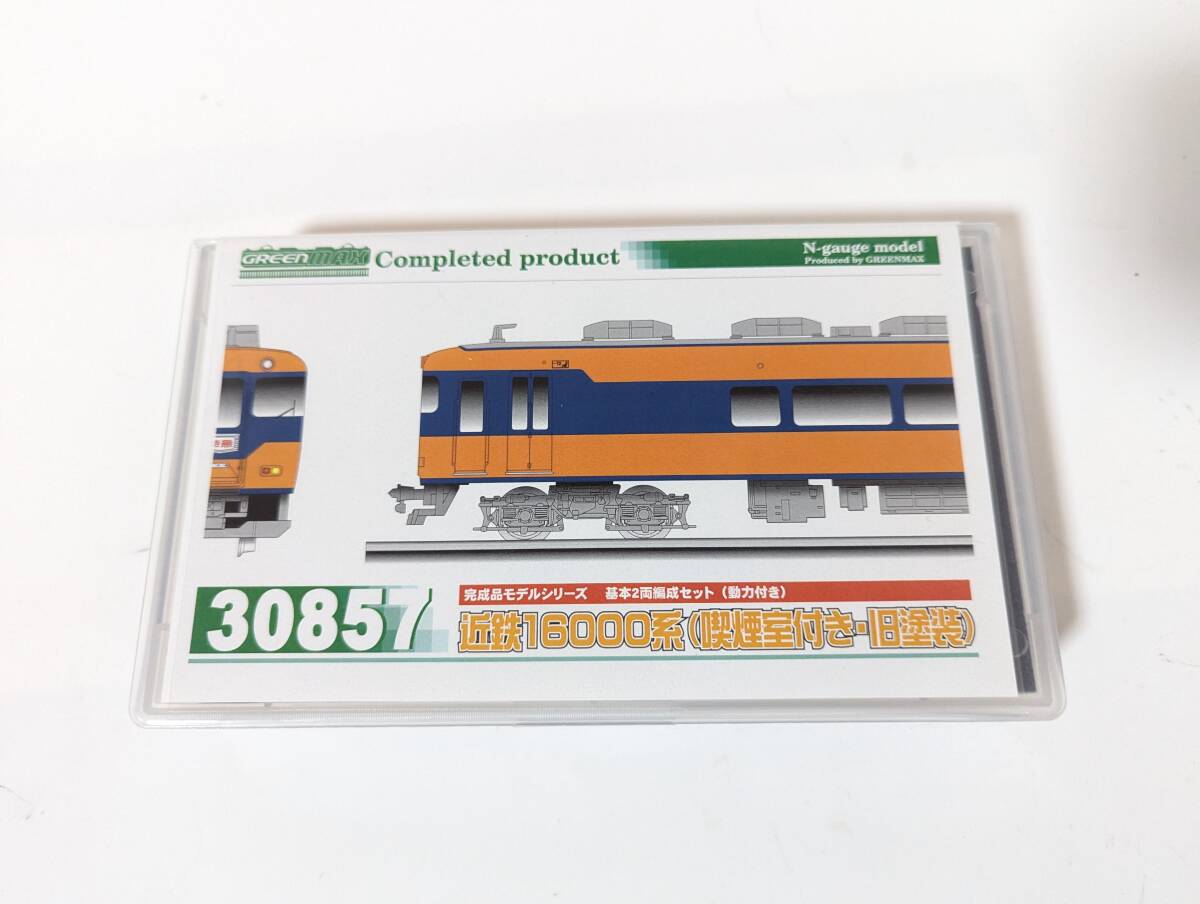 GREENMAX Completed product
N-gauge model
Produced by GREENMAX
30857
完成品モデルシリーズ 基本2両編成セット(動力付き)
近鉄16000系(喫煙室付き・旧塗装)